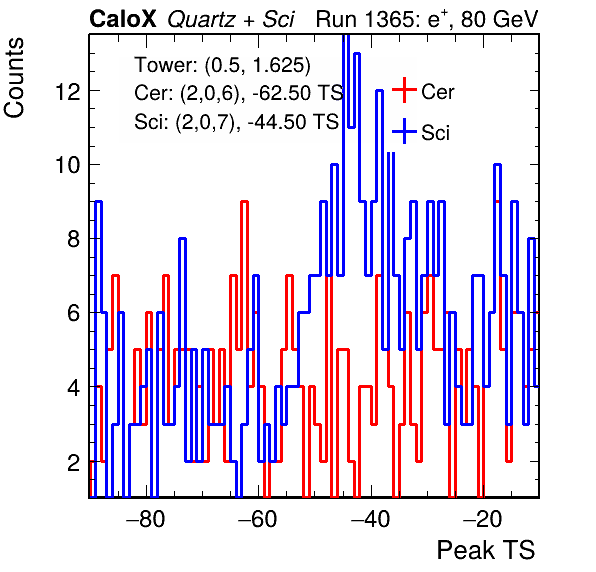 CaloX Quartz + Sci Run 1365: e+, 80 GeV
Counts
Tower: (0.5, 1.625)
Cer: (2,0,6), -62.50 TS
Sci: (2,0,7), -44.50 TS
Cer
Sci
12
10
8
6
4
2
−80 −60 −40 −20
Peak TS